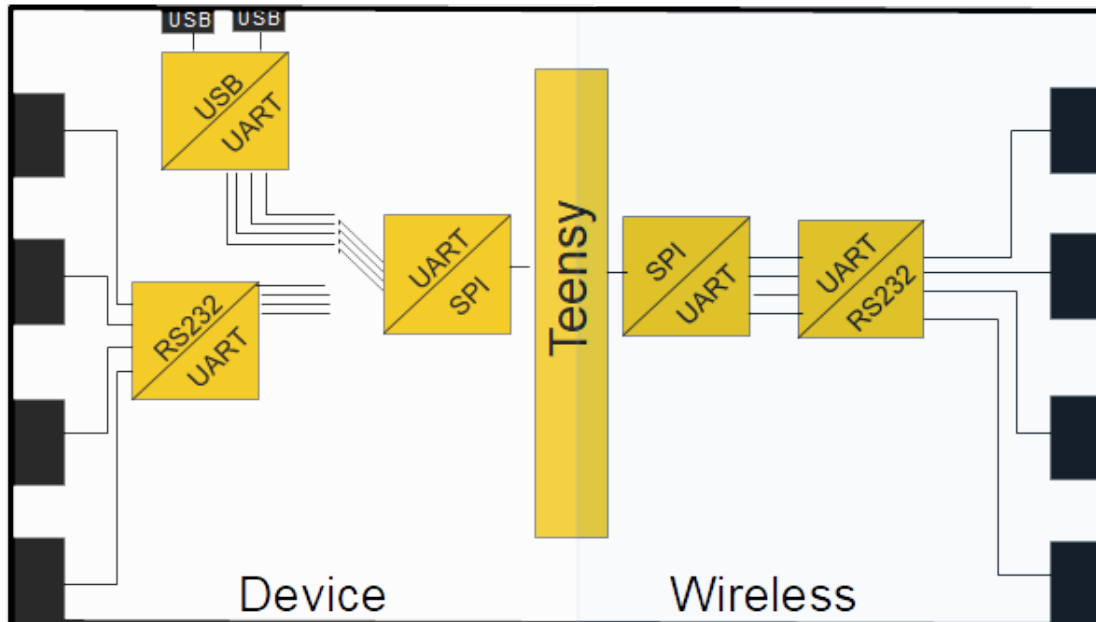 USB USB
USB
UART
RS232
UART
UART
SPI
Teensy
SPI
UART
UART
RS232
Device
Wireless